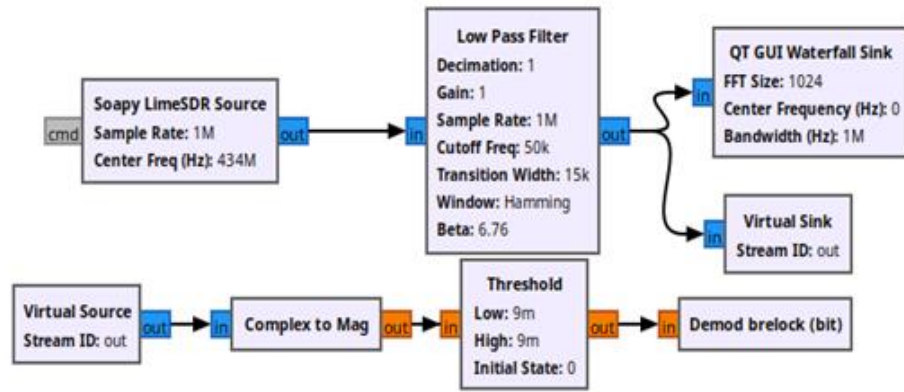 Soapy LimeSDR Source
cmd
Sample Rate: 1M
out
Center Freq (Hz): 434M
Low Pass Filter
Decimation: 1
Gain: 1
Sample Rate: 1M
in
out
Cutoff Freq: 50k
Transition Width: 15k
Window: Hamming
Beta: 6.76
QT GUI Waterfall Sink
FFT Size: 1024
in
Center Frequency (Hz): 0
Bandwidth (Hz): 1M
Virtual Sink
in
Stream ID: out
Virtual Source
out
Stream ID: out
in
Complex to Mag
out
Threshold
Low: 9m
in
out
High: 9m
Initial State: 0
in
Demod brelock (bit)